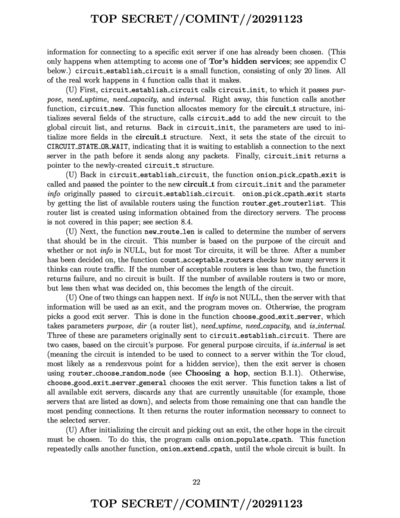 TOP SECRET//COMINT//20291123
information for connecting to a specific exit server if one has already been chosen. (This
only happens when attempting to access one of Tor's hidden services; see appendix C
below.) circuit_establish_circuit is a small function, consisting of only 20 lines. All
of the real work happens in 4 function calls that it makes.
(U) First, circuit_establish_circuit calls circuit_init, to which it passes pur-
pose, need_uptime, need_capacity, and internal. Right away, this function calls another
function, circuit_new. This function allocates memory for the circuit_t structure, ini-
tializes several fields of the structure, calls circuit_add to add the new circuit to the
global circuit list, and returns. Back in circuit_init, the parameters are used to ini-
tialize more fields in the circuit_t structure. Next, it sets the state of the circuit to
CIRCUIT_STATE_OR_WAIT, indicating that it is waiting to establish a connection to the next
server in the path before it sends along any packets. Finally, circuit_init returns a
pointer to the newly-created circuit_t structure.
(U) Back in circuit_establish_circuit, the function onion_pick_cpath_exit is
called and passed the pointer to the new circuit_t from circuit_init and the parameter
info originally passed to circuit_establish_circuit. onion_pick_cpath_exit starts
by getting the list of available routers using the function router_get_routerlist. This
router list is created using information obtained from the directory servers. The process
is not covered in this paper; see section 8.4.
(U) Next, the function new_route_len is called to determine the number of servers
that should be in the circuit. This number is based on the purpose of the circuit and
whether or not info is NULL, but for most Tor circuits, it will be three. After a number
has been decided on, the function count_acceptable_routers checks how many servers it
thinks can route traffic. If the number of acceptable routers is less than two, the function
returns failure, and no circuit is built. If the number of available routers is two or more,
but less then what was decided on, this becomes the length of the circuit.
(U) One of two things can happen next. If info is not NULL, then the server with that
information will be used as an exit, and the program moves on. Otherwise, the program
picks a good exit server. This is done in the function choose_good_exit_server, which
takes parameters purpose, dir (a router list), need_uptime, need_capacity, and is_internal.
Three of these are parameters originally sent to circuit_establish_circuit. There are
two cases, based on the circuit's purpose. For general purpose circuits, if is_internal is set
(meaning the circuit is intended to be used to connect to a server within the Tor cloud,
most likely as a rendezvous point for a hidden service), then the exit server is chosen
using router_choose_random_node (see Choosing a hop, section B.1.1). Otherwise,
choose_good_exit_server_general chooses the exit server. This function takes a list of
all available exit servers, discards any that are currently unsuitable (for example, those
servers that are listed as down), and selects from those remaining one that can handle the
most pending connections. It then returns the router information necessary to connect to
the selected server.
(U) After initializing the circuit and picking out an exit, the other hops in the circuit
must be chosen. To do this, the program calls onion_populate_cpath. This function
repeatedly calls another function, onion_extend_cpath, until the whole circuit is built. In
22
TOP SECRET//COMINT//20291123